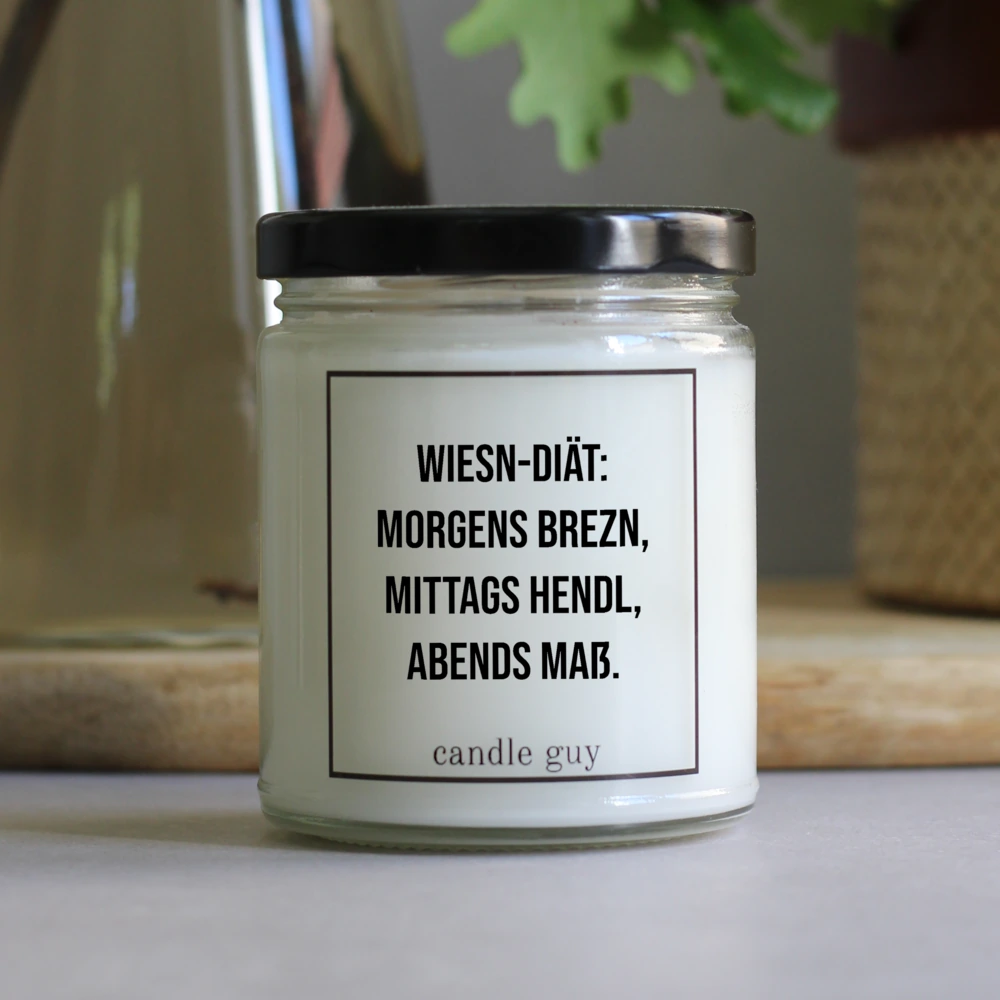 WIESN-DIÄT:
MORGENS BREZN,
MITTAGS HENDL,
ABENDS MAß.
candle guy